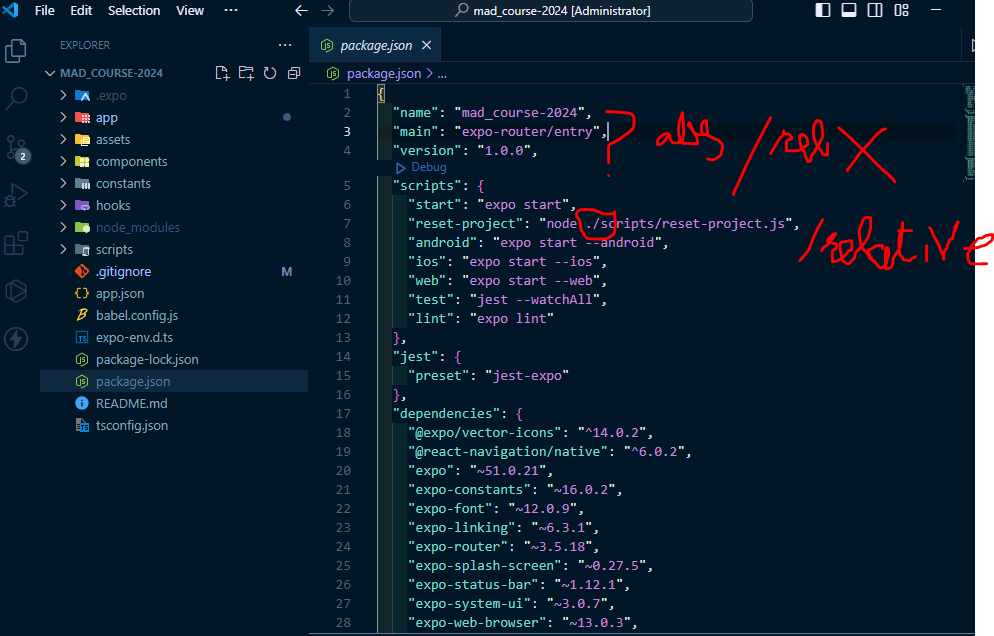 File Edit Selection View ··· ← → mad_course-2024 [Administrator]
EXPLORER ···
MAD_COURSE-2024
.expo
app
assets
components
constants
hooks
node_modules
scripts
.gitignore M
app.json
babel.config.js
expo-env.d.ts
package-lock.json
package.json
README.md
tsconfig.json
2
package.json ×
package.json > ...
1 {
2 "name": "mad_course-2024",
3 "main": "expo-router/entry",
4 "version": "1.0.0",
Debug
5 "scripts": {
6 "start": "expo start",
7 "reset-project": "node ./scripts/reset-project.js",
8 "android": "expo start --android",
9 "ios": "expo start --ios",
10 "web": "expo start --web",
11 "test": "jest --watchAll",
12 "lint": "expo lint"
13 },
14 "jest": {
15 "preset": "jest-expo"
16 },
17 "dependencies": {
18 "@expo/vector-icons": "^14.0.2",
19 "@react-navigation/native": "^6.0.2",
20 "expo": "~51.0.21",
21 "expo-constants": "~16.0.2",
22 "expo-font": "~12.0.9",
23 "expo-linking": "~6.3.1",
24 "expo-router": "~3.5.18",
25 "expo-splash-screen": "~0.27.5",
26 "expo-status-bar": "~1.12.1",
27 "expo-system-ui": "~3.0.7",
28 "expo-web-browser": "~13.0.3",
?
/relative